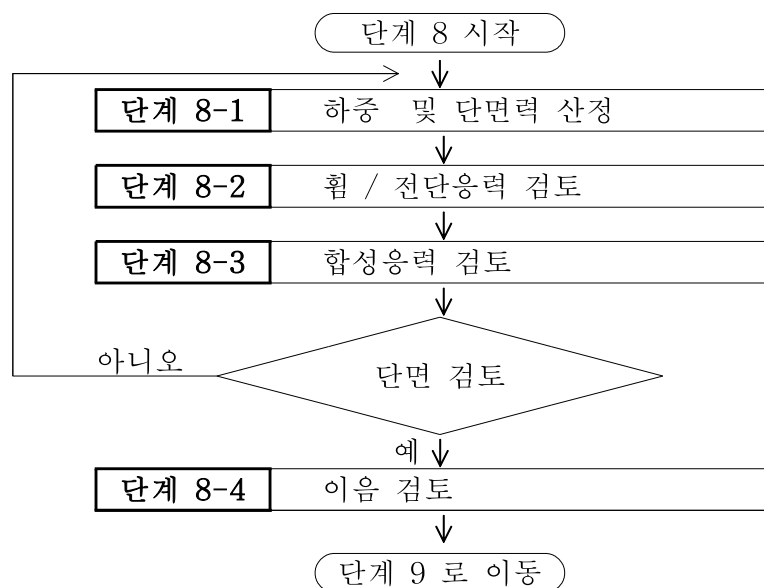 단계 8 시작
단계 8-1 하중 및 단면력 산정
단계 8-2 휨 / 전단응력 검토
단계 8-3 합성응력 검토
아니오
단면 검토
예
단계 8-4 이음 검토
단계 9 로 이동